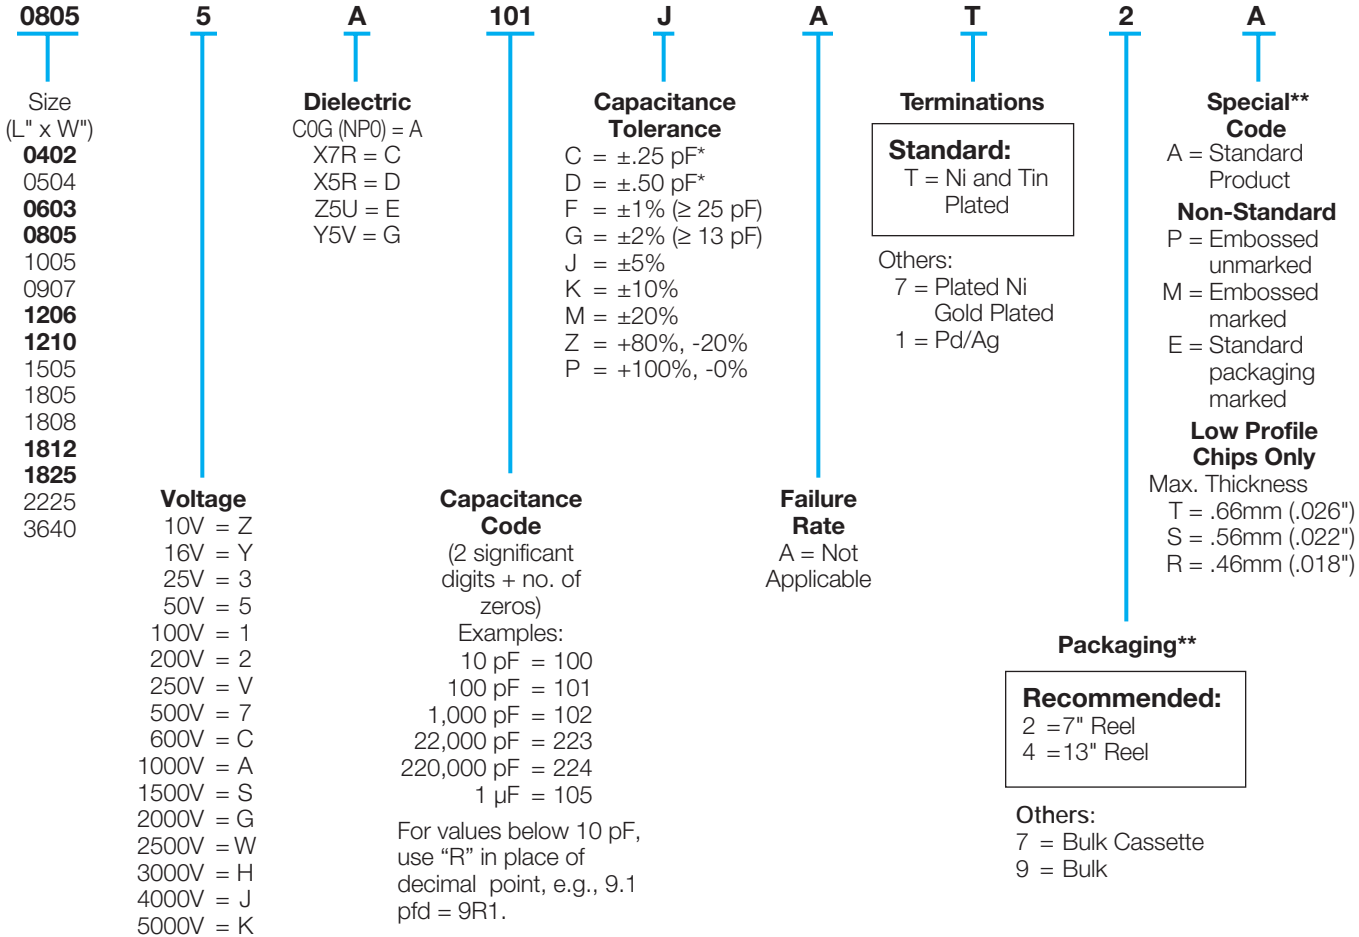 0805 5 A 101 J A T 2 A
Size
(L" x W")
0402
0504
0603
0805
1005
0907
1206
1210
1505
1805
1808
1812
1825
2225
3640
Voltage
10V = Z
16V = Y
25V = 3
50V = 5
100V = 1
200V = 2
250V = V
500V = 7
600V = C
1000V = A
1500V = S
2000V = G
2500V = W
3000V = H
4000V = J
5000V = K
Dielectric
C0G (NP0) = A
X7R = C
X5R = D
Z5U = E
Y5V = G
Capacitance
Code
(2 significant
digits + no. of
zeros)
Examples:
10 pF = 100
100 pF = 101
1,000 pF = 102
22,000 pF = 223
220,000 pF = 224
1 µF = 105
For values below 10 pF,
use “R” in place of
decimal point, e.g., 9.1
pfd = 9R1.
Capacitance
Tolerance
C = ±.25 pF*
D = ±.50 pF*
F = ±1% (≥ 25 pF)
G = ±2% (≥ 13 pF)
J = ±5%
K = ±10%
M = ±20%
Z = +80%, -20%
P = +100%, -0%
Failure
Rate
A = Not
Applicable
Terminations
Standard:
T = Ni and Tin
Plated
Others:
7 = Plated Ni
Gold Plated
1 = Pd/Ag
Packaging**
Recommended:
2 =7" Reel
4 =13" Reel
Others:
7 = Bulk Cassette
9 = Bulk
Special**
Code
A = Standard
Product
Non-Standard
P = Embossed
unmarked
M = Embossed
marked
E = Standard
packaging
marked
Low Profile
Chips Only
Max. Thickness
T = .66mm (.026")
S = .56mm (.022")
R = .46mm (.018")